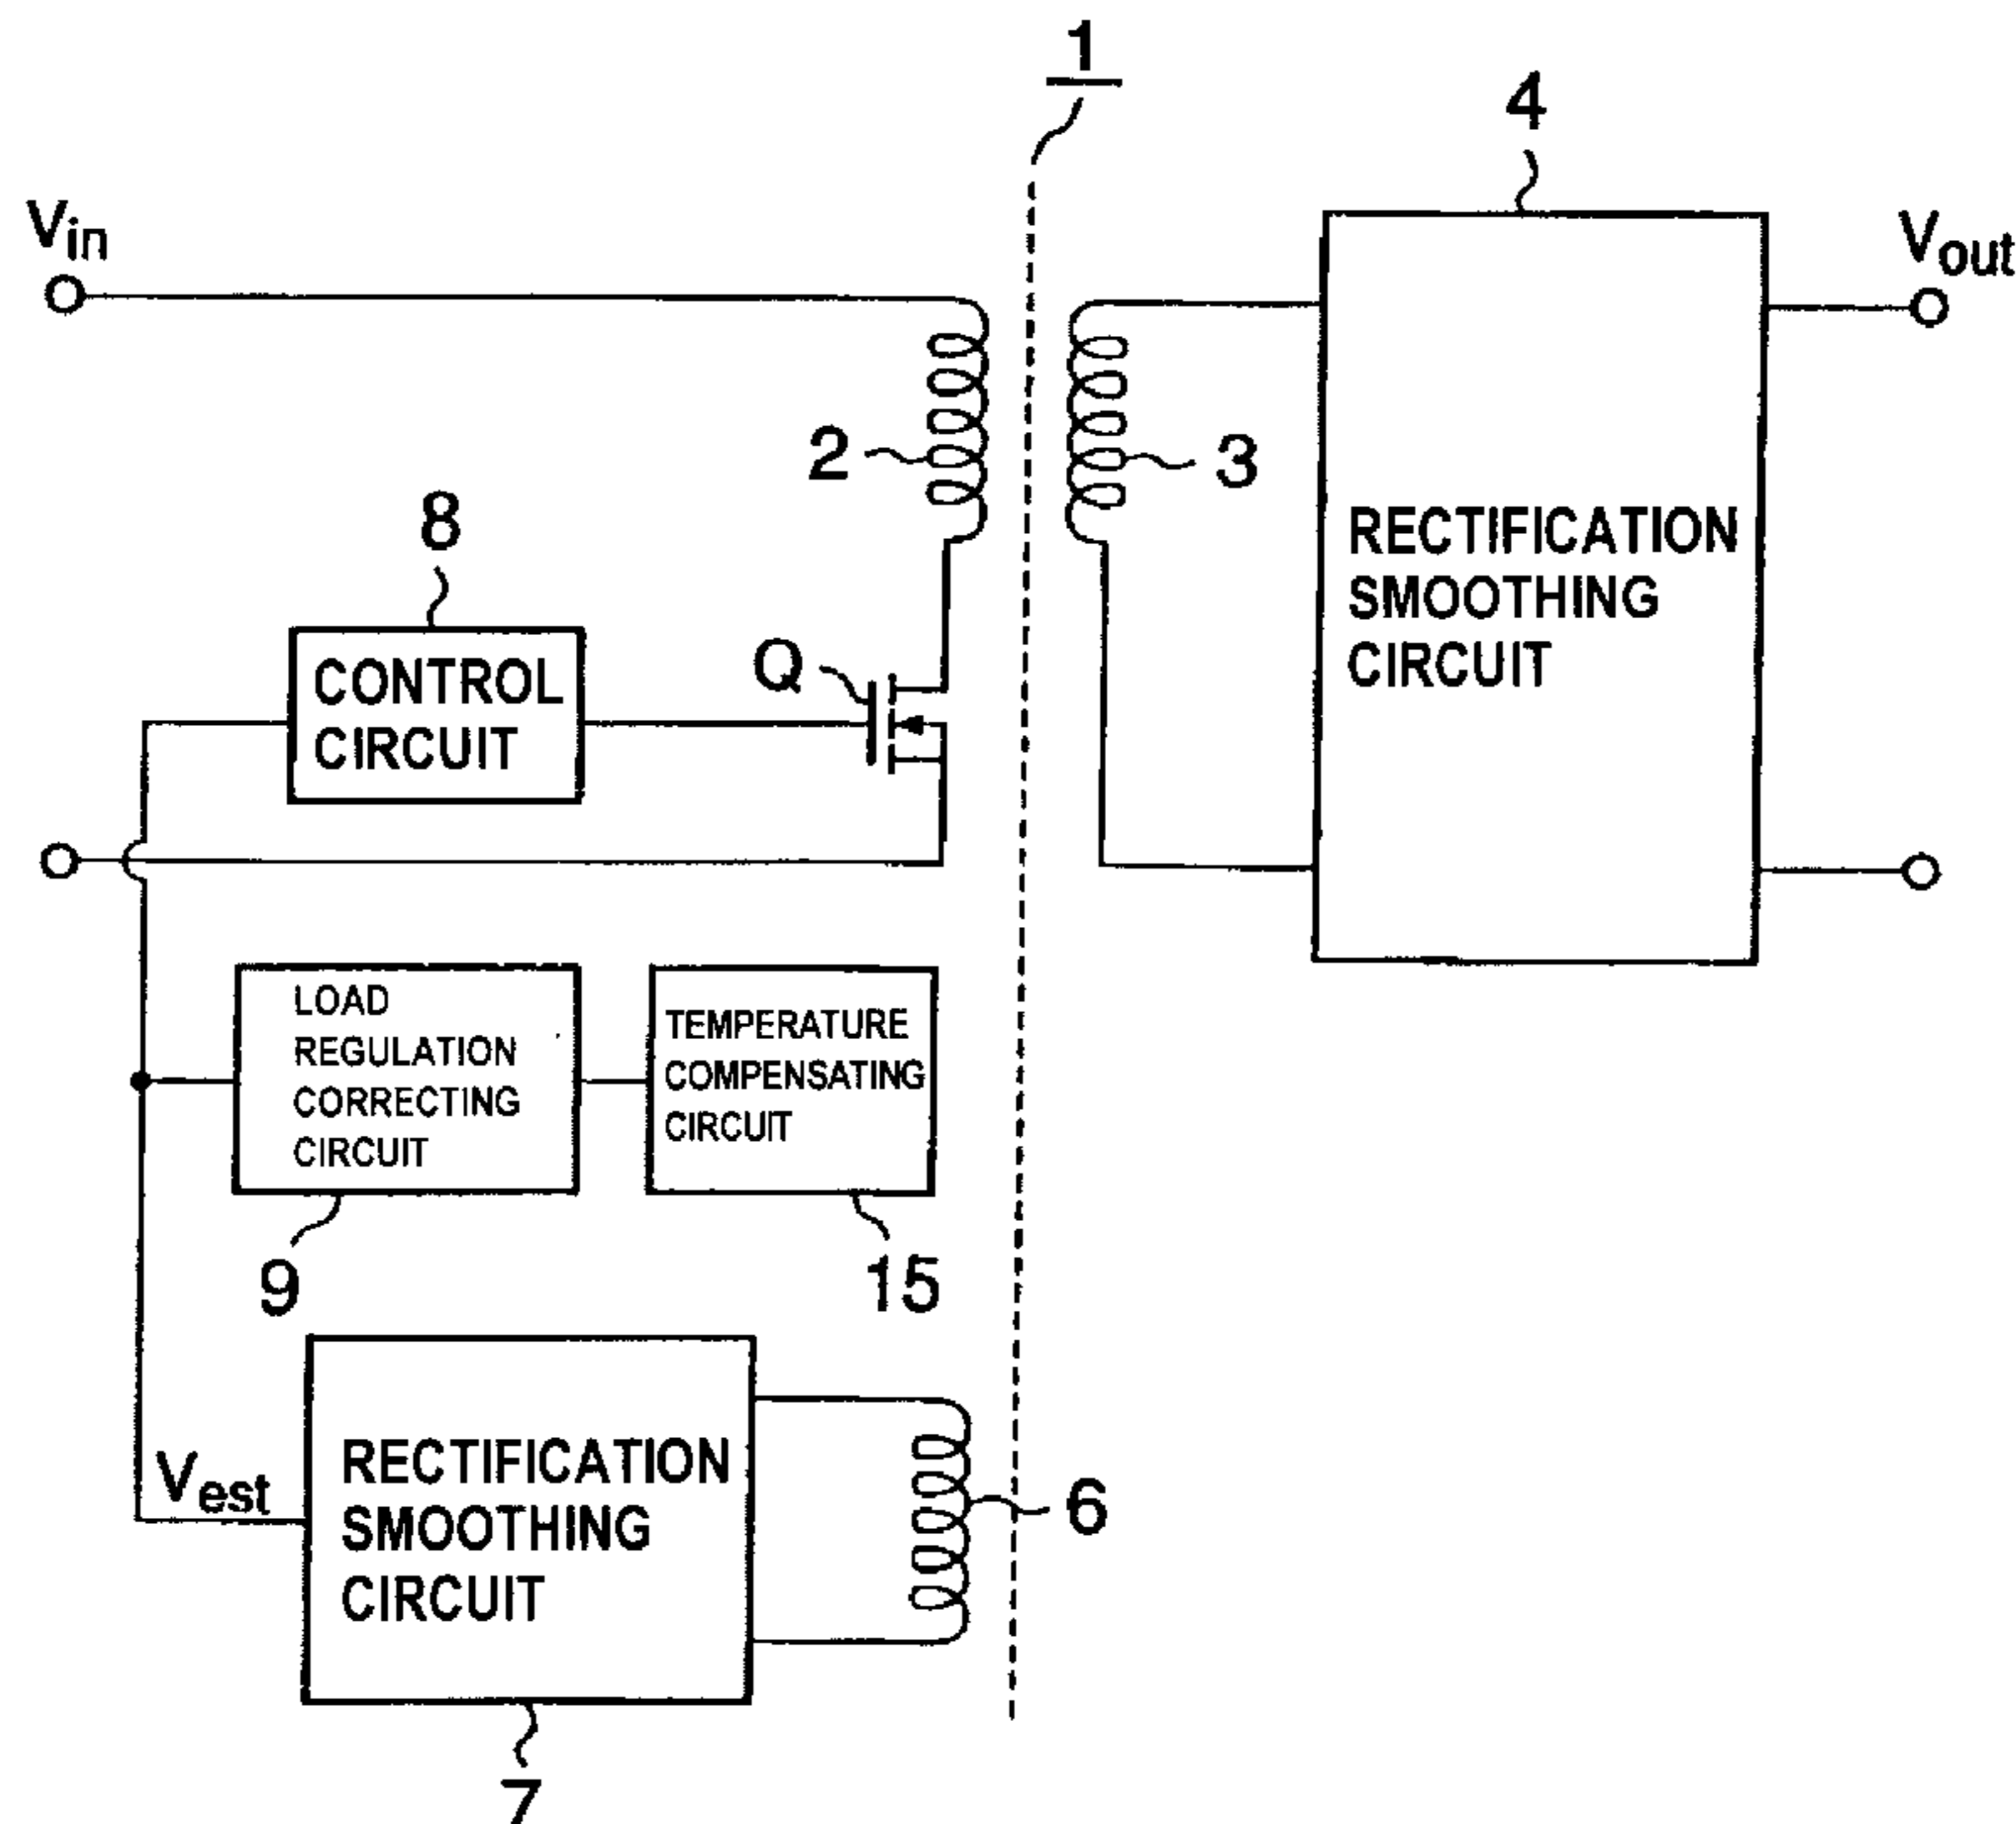 1
4
Vin
Vout
2
3
8
RECTIFICATION
SMOOTHING
CIRCUIT
Q
CONTROL
CIRCUIT
LOAD
REGULATION
CORRECTING
CIRCUIT
TEMPERATURE
COMPENSATING
CIRCUIT
9
15
Vest
RECTIFICATION
SMOOTHING
CIRCUIT
6
7